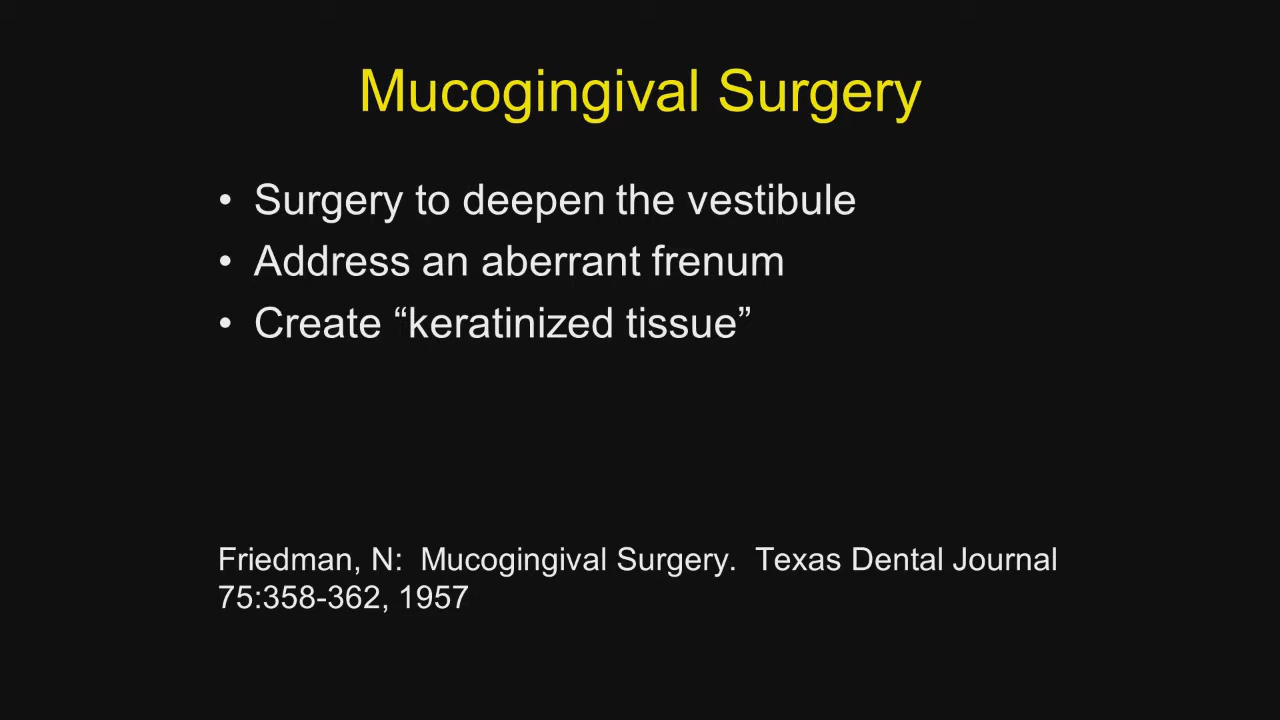 Mucogingival Surgery
• Surgery to deepen the vestibule
• Address an aberrant frenum
• Create “keratinized tissue”
Friedman, N:  Mucogingival Surgery.  Texas Dental Journal
75:358-362, 1957